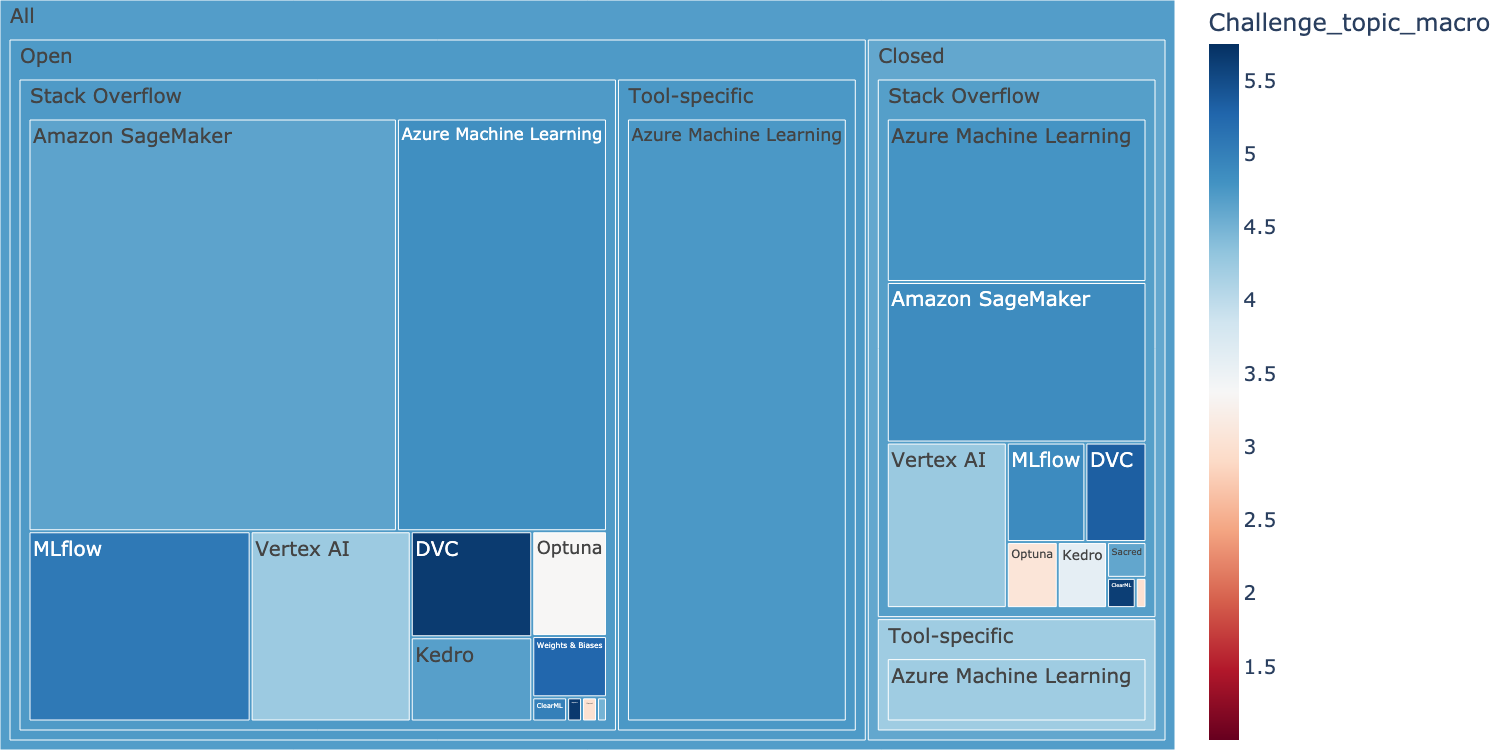 All
Open
Stack Overflow
Amazon SageMaker
Azure Machine Learning
MLflow
Vertex AI
DVC
Optuna
Kedro
Weights & Biases
ClearML
Tool-specific
Azure Machine Learning
Closed
Stack Overflow
Azure Machine Learning
Amazon SageMaker
Vertex AI
MLflow
DVC
Optuna
Kedro
Sacred
ClearML
Tool-specific
Azure Machine Learning
Challenge_topic_macro
5.5
5
4.5
4
3.5
3
2.5
2
1.5